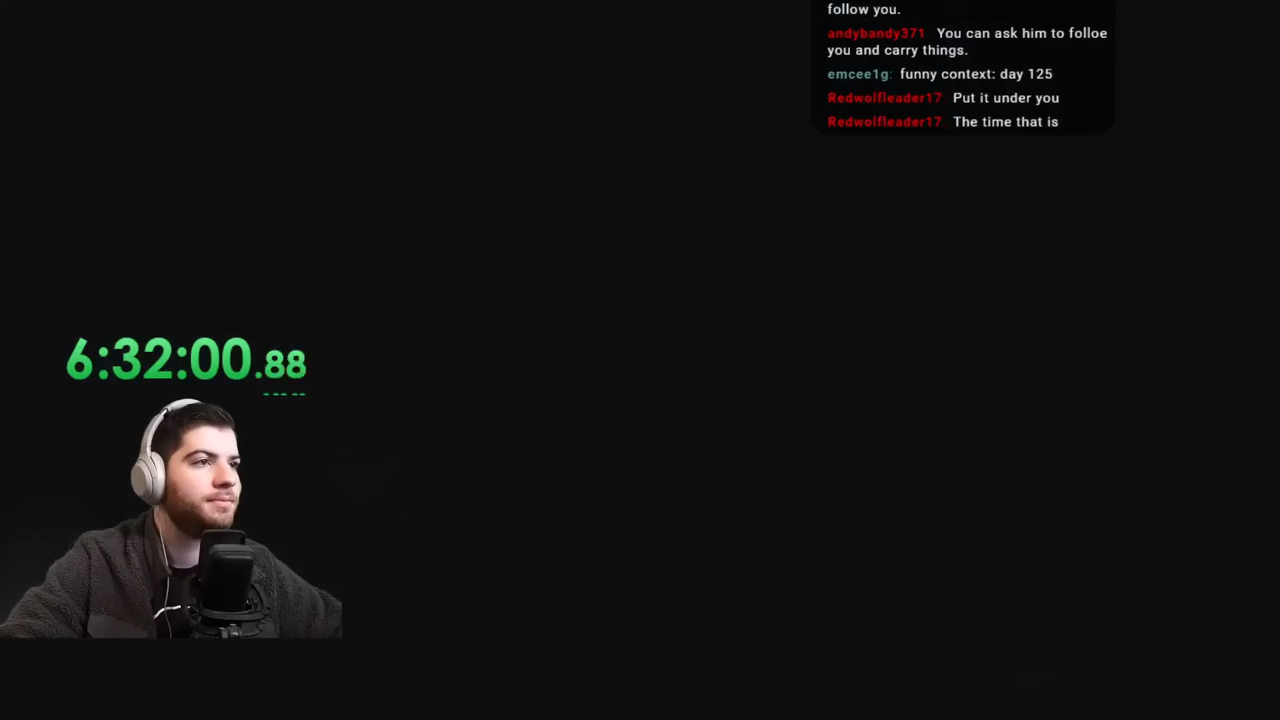 follow you.
andybandy371 You can ask him to folloe
you and carry things.
emcee1g: funny context: day 125
Redwolfleader17 Put it under you
Redwolfleader17 The time that is
6:32:00.88